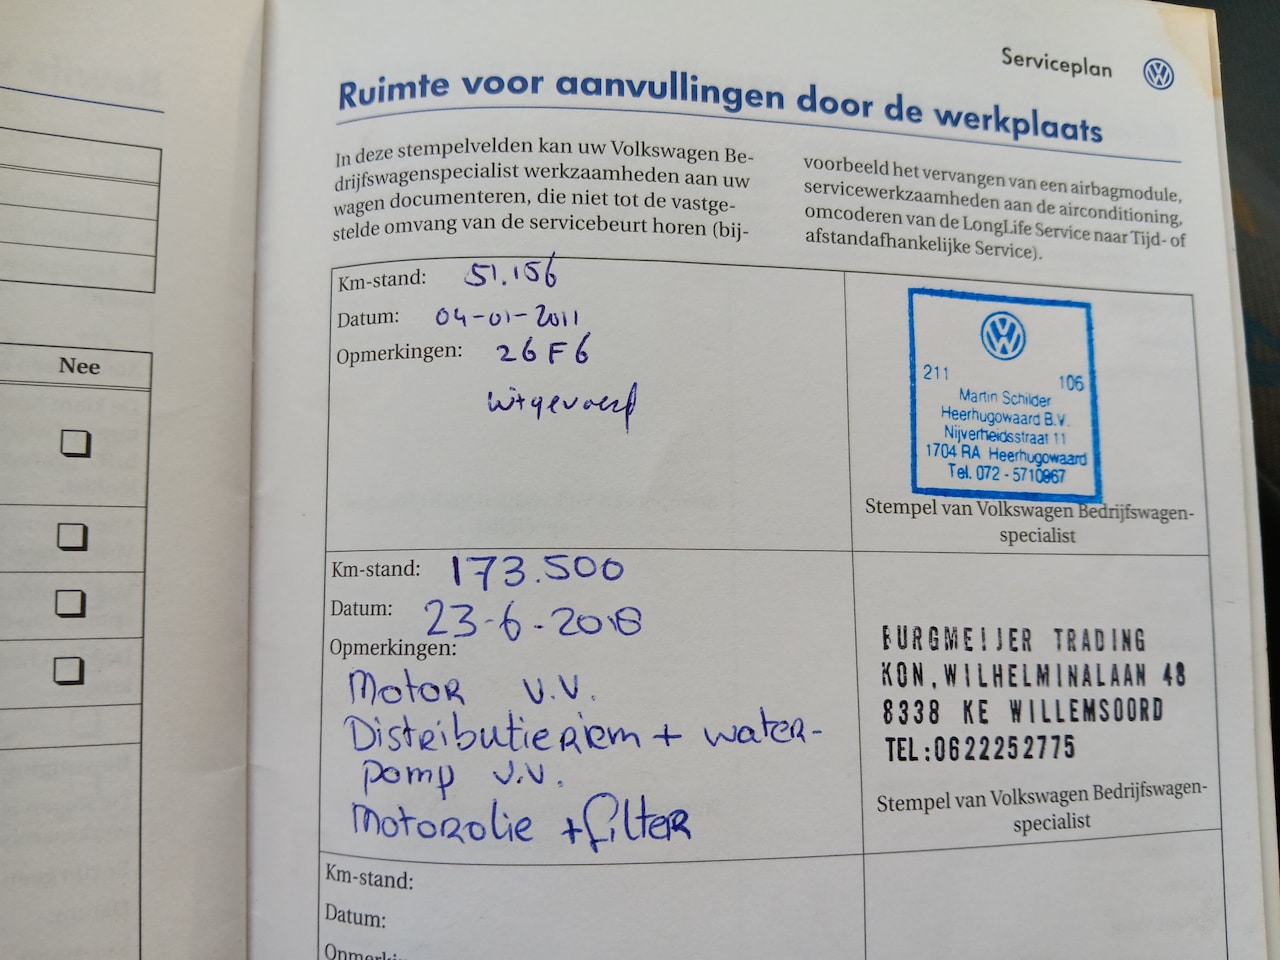 Serviceplan
Ruimte voor aanvullingen door de werkplaats
In deze stempelvelden kan uw Volkswagen Be-
drijfswagenspecialist werkzaamheden aan uw
wagen documenteren, die niet tot de vastge-
stelde omvang van de servicebeurt horen (bij-
voorbeeld het vervangen van een airbagmodule,
servicewerkzaamheden aan de airconditioning,
omcoderen van de LongLife Service naar Tijd- of
afstandafhankelijke Service).
Km-stand: 51.156
Datum: 04-01-2011
Opmerkingen: 26F6
uitgevoerd
211
106
Martin Schilder
Heerhugowaard B.V.
Nijverheidsstraat 11
1704 RA Heerhugowaard
Tel. 072 - 5710967
Stempel van Volkswagen Bedrijfswagen-
specialist
Km-stand: 173.500
Datum: 23-6-2018
Opmerkingen:
Motor v.v.
Distributieriem + water-
pomp v.v.
Motorolie + filter
BURGMEIJER TRADING
KON.WILHELMINALAAN 48
8338 KE WILLEMSOORD
TEL:0622252775
Stempel van Volkswagen Bedrijfswagen-
specialist
Km-stand:
Datum:
Nee